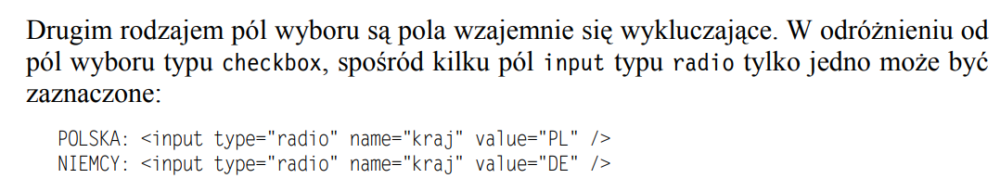 Drugim rodzajem pól wyboru są pola wzajemnie się wykluczające. W odróżnieniu od
pól wyboru typu checkbox, spośród kilku pól input typu radio tylko jedno może być
zaznaczone:
POLSKA: <input type="radio" name="kraj" value="PL" />
NIEMCY: <input type="radio" name="kraj" value="DE" />